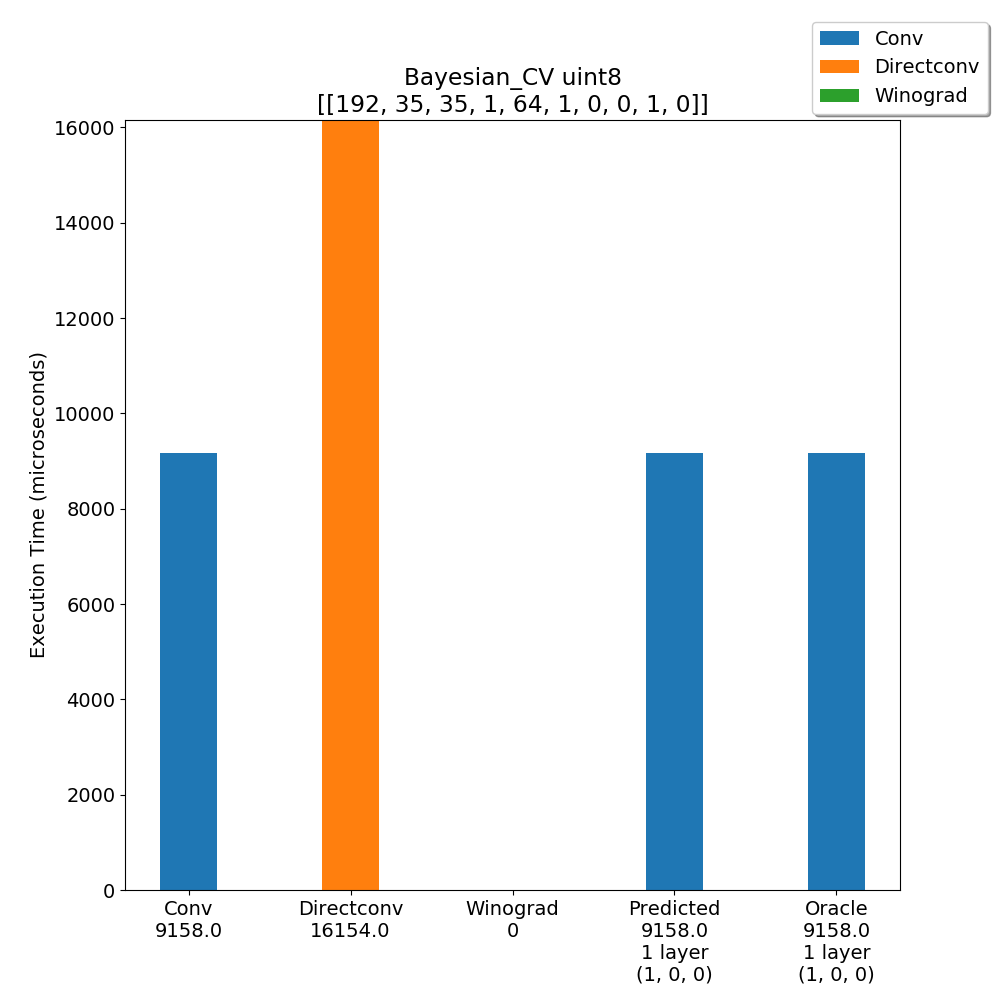 Conv
Directconv
Winograd
Bayesian_CV uint8
[[192, 35, 35, 1, 64, 1, 0, 0, 1, 0]]
Execution Time (microseconds)
16000
14000
12000
10000
8000
6000
4000
2000
0
Conv
9158.0
Directconv
16154.0
Winograd
0
Predicted
9158.0
1 layer
(1, 0, 0)
Oracle
9158.0
1 layer
(1, 0, 0)